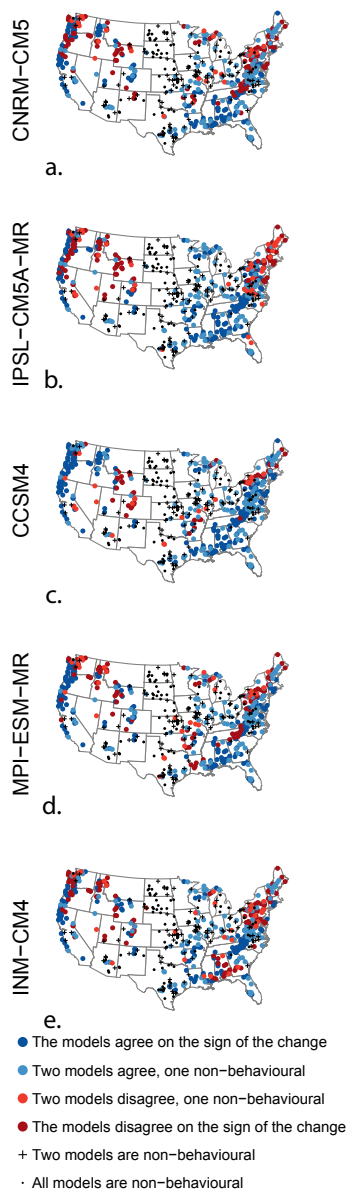 CNRM−CM5
a.
IPSL−CM5A−MR
b.
CCSM4
c.
MPI−ESM−MR
d.
INM−CM4
e.
The models agree on the sign of the change
Two models agree, one non−behavioural
Two models disagree, one non−behavioural
The models disagree on the sign of the change
+ Two models are non−behavioural
· All models are non−behavioural